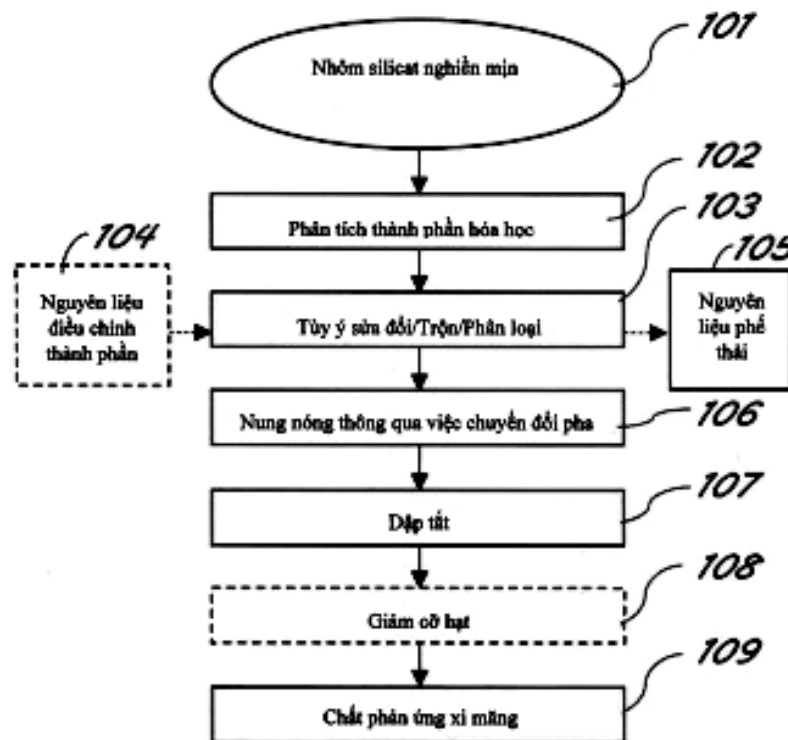 101
Nhôm silicat nghiền mịn
102
Phân tích thành phần hóa học
103
104
Nguyên liệu
điều chỉnh
thành phần
Tùy ý sửa đổi/Trộn/Phân loại
105
Nguyên
liệu phế
thải
Nung nóng thông qua việc chuyển đổi pha
106
Dập tắt
107
Giảm cỡ hạt
108
Chất phản ứng xi măng
109